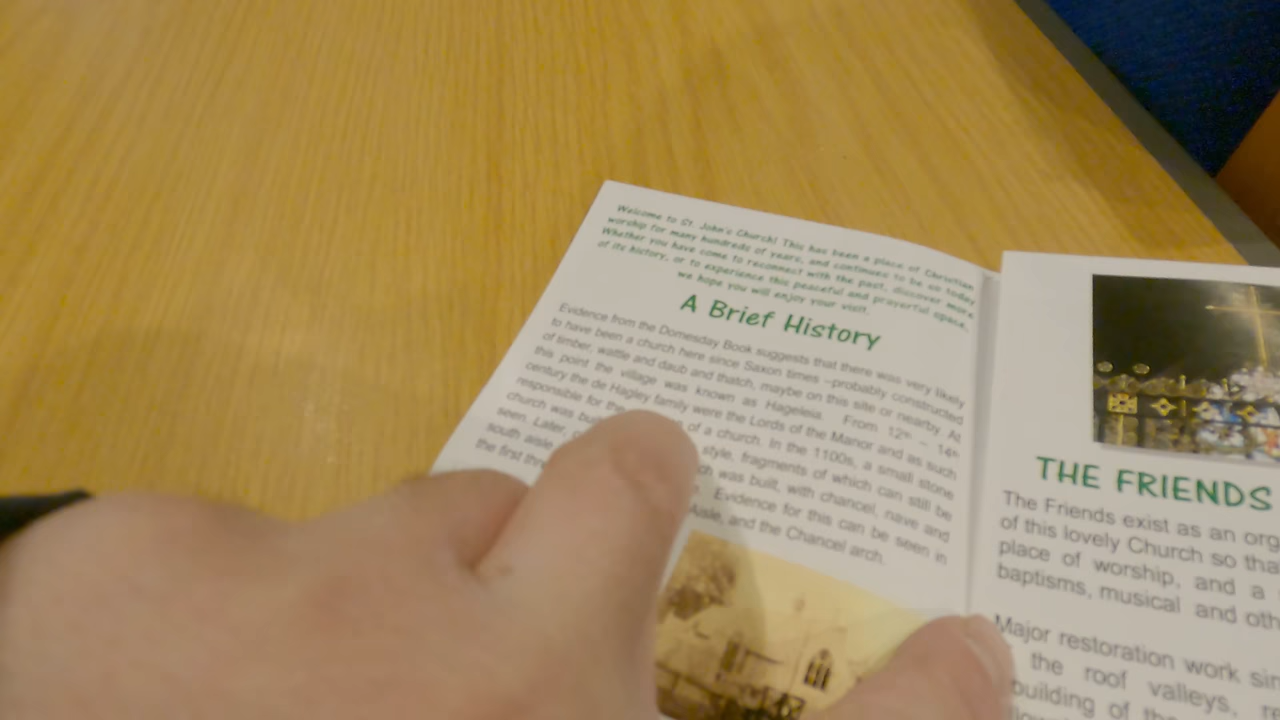 Welcome to St. John's Church! This has been a place of Christian
worship for many hundreds of years, and continues to be so today
Whether you have come to reconnect with the past, discover more
of its history, or to experience this peaceful and prayerful space,
we hope you will enjoy your visit.
A Brief History
Evidence from the Domesday Book suggests that there was very likely
to have been a church here since Saxon times –probably constructed
of timber, wattle and daub and thatch, maybe on this site or nearby. At
this point the village was known as Hageleia. From 12th – 14th
century the de Hagley family were the Lords of the Manor and as such
responsible for the of a church. In the 1100s, a small stone
church was style, fragments of which can still be
seen. Later, was built, with chancel, nave and
south aisle Evidence for this can be seen in
the first Aisle, and the Chancel arch.
THE FRIENDS
The Friends exist as an
of this lovely Church so
place of worship, and a
baptisms, musical and
Major restoration work
the roof valleys,
building of